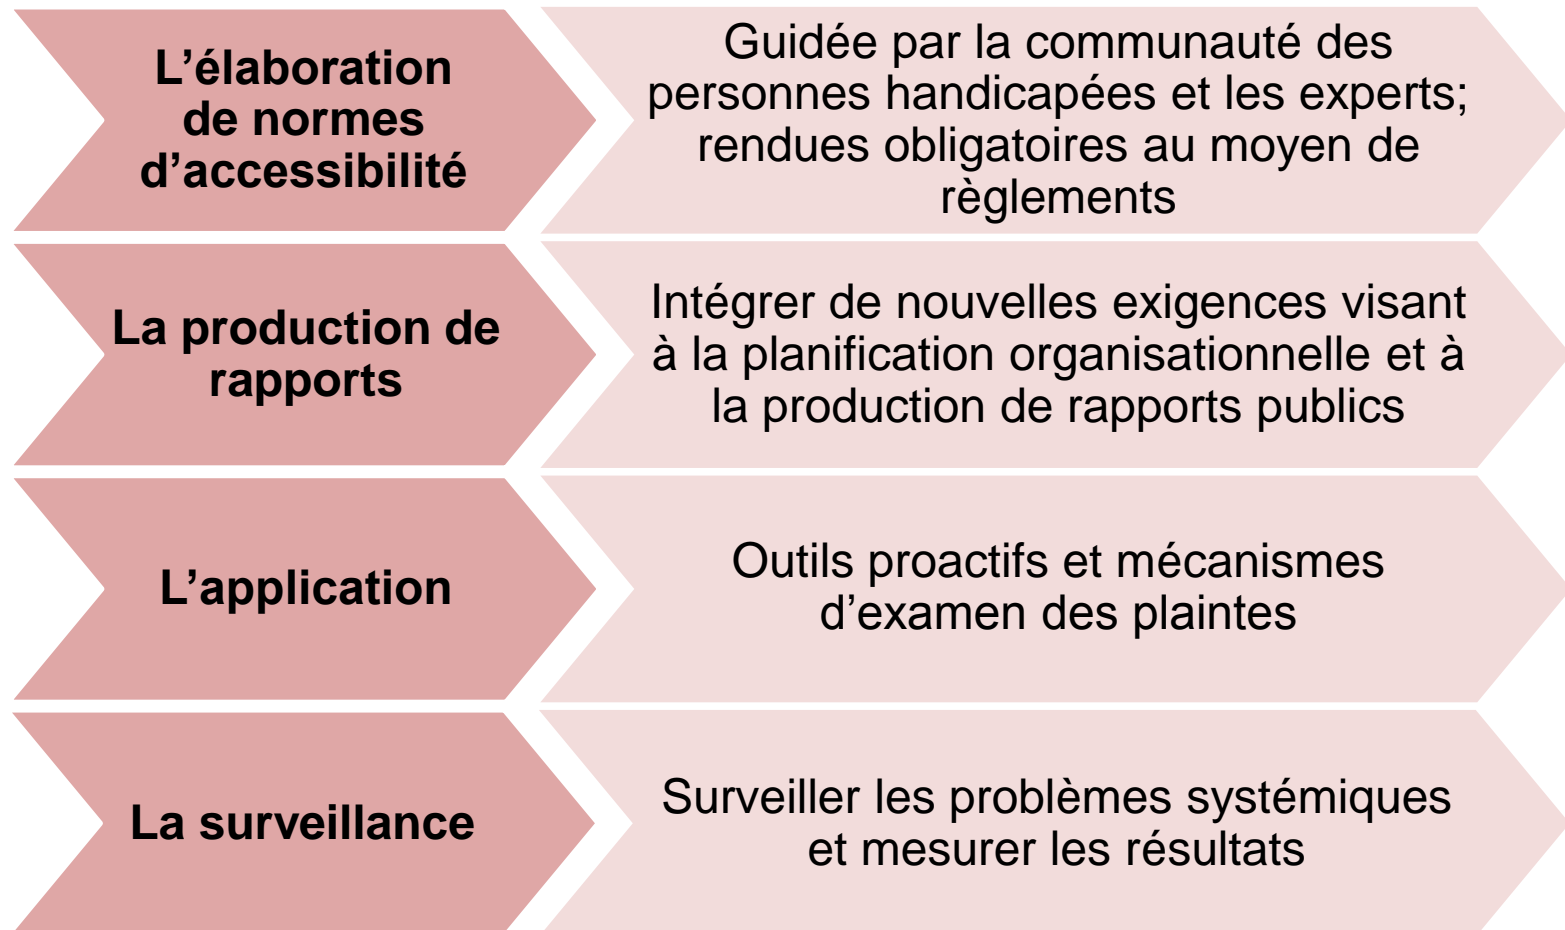 L’élaboration
de normes
d’accessibilité
Guidée par la communauté des
personnes handicapées et les experts;
rendues obligatoires au moyen de
règlements
La production de
rapports
Intégrer de nouvelles exigences visant
à la planification organisationnelle et à
la production de rapports publics
L’application
Outils proactifs et mécanismes
d’examen des plaintes
La surveillance
Surveiller les problèmes systémiques
et mesurer les résultats